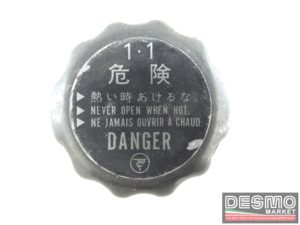 1・1
危険
▶熱い時あけるな。
▶NEVER OPEN WHEN HOT.
▶NE JAMAIS OUVRIR À CHAUD.
DANGER
DESMO
MARKET